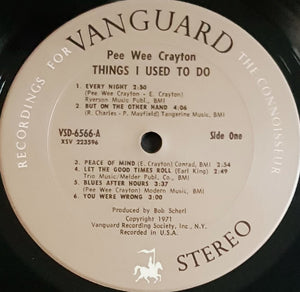 RECORDINGS FOR VANGUARD THE CONNOISSEUR
Pee Wee Crayton
THINGS I USED TO DO
1. EVERY NIGHT 2:50
(Pee Wee Crayton - E. Crayton)
Ryerson Music Publ., BMI
2. BUT ON THE OTHER HAND 4:06
(R. Charles - P. Mayfield) Tangerine Music, BMI
VSD-6566-A
XSV 223596
Side One
3. PEACE OF MIND (E. Crayton) Conrad, BMI 2:54
4. LET THE GOOD TIMES ROLL (Earl King) 2:49
Trio Music/Melder Pub. Co., BMI
5. BLUES AFTER HOURS 3:37
(Pee Wee Crayton) Modern Music, BMI
6. YOU WERE WRONG 3:00
Produced by Bob Scherl
Copyright 1971
Vanguard Recording Society, Inc., N.Y.
Recorded in U.S.A.
STEREO